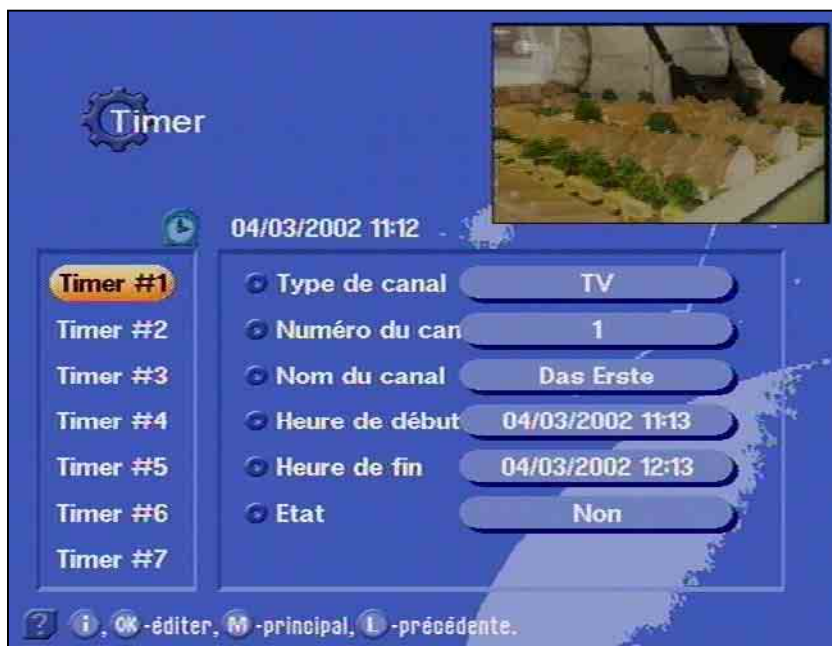 Timer
04/03/2002 11:12
Timer #1
Timer #2
Timer #3
Timer #4
Timer #5
Timer #6
Timer #7
Type de canal TV
Numéro du can 1
Nom du canal Das Erste
Heure de début 04/03/2002 11:13
Heure de fin 04/03/2002 12:13
Etat Non
? i, OK -éditer, M -principal, L -précédente.